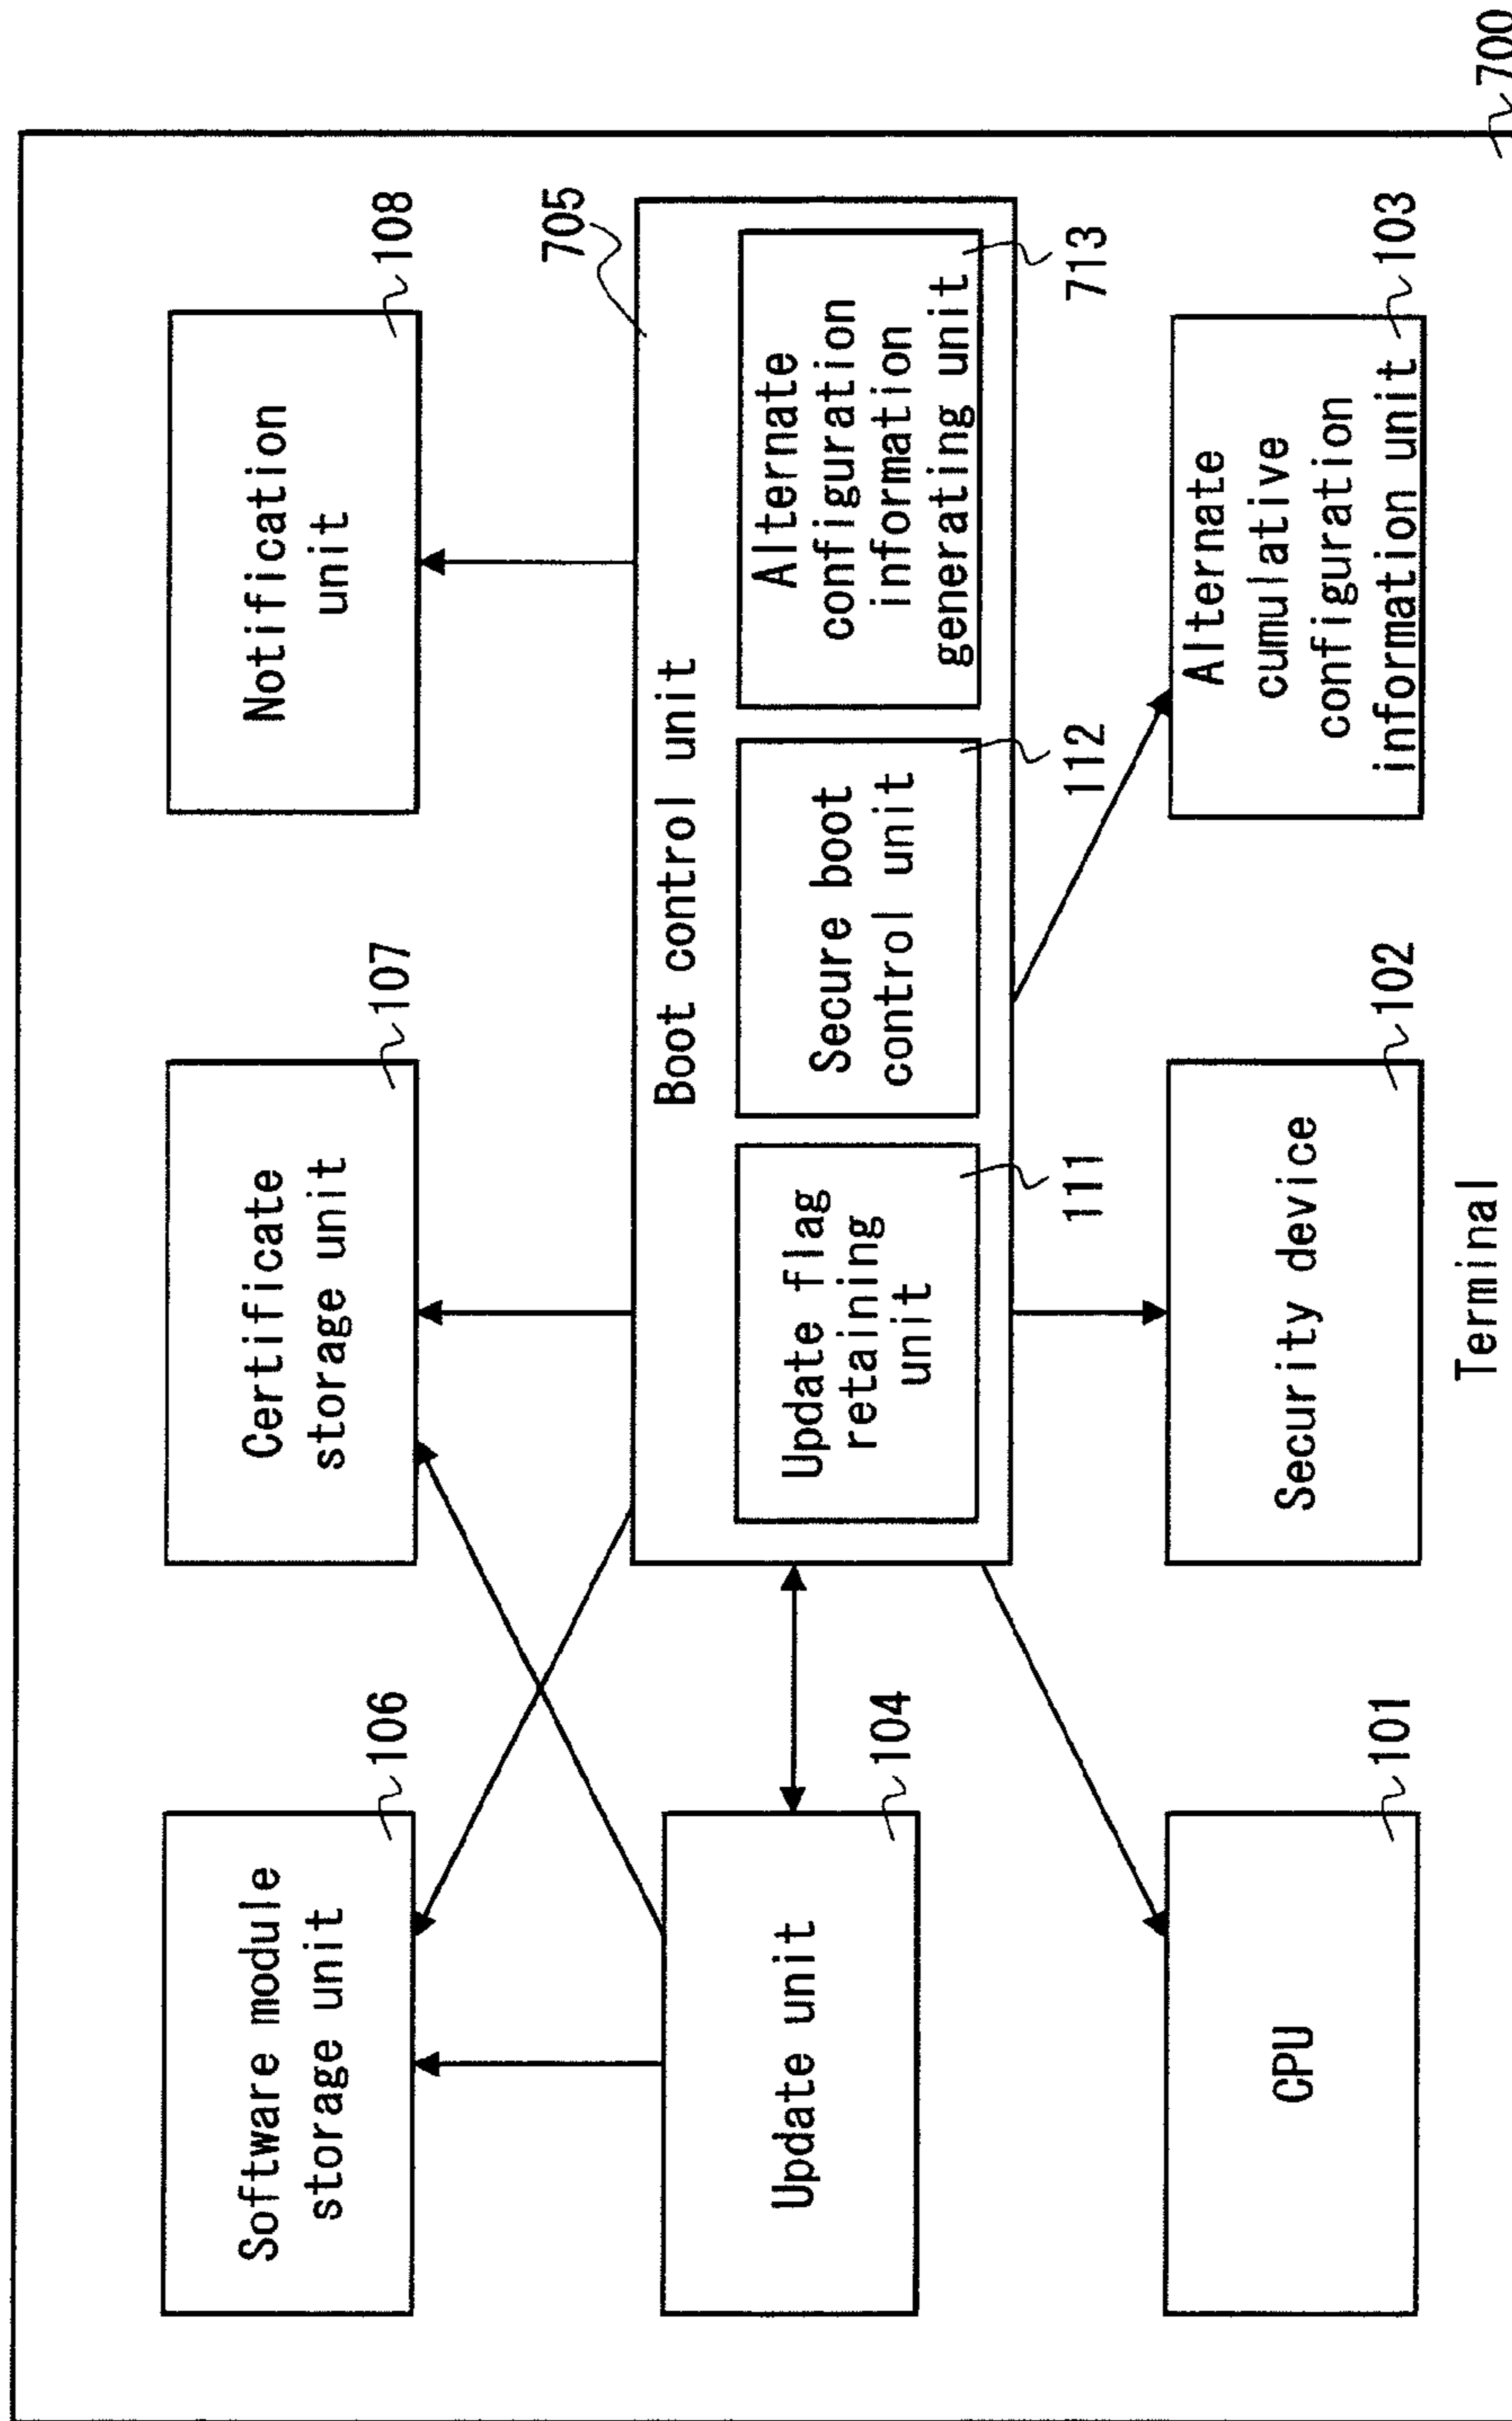 Software module
storage unit
106
Certificate
storage unit
107
Notification
unit
108
Update unit
104
Boot control unit
705
Update flag
retaining
unit
111
Secure boot
control unit
112
Alternate
configuration
information
generating unit
713
CPU
101
Security device
102
Alternate
cumulative
configuration
information unit
103
Terminal
700